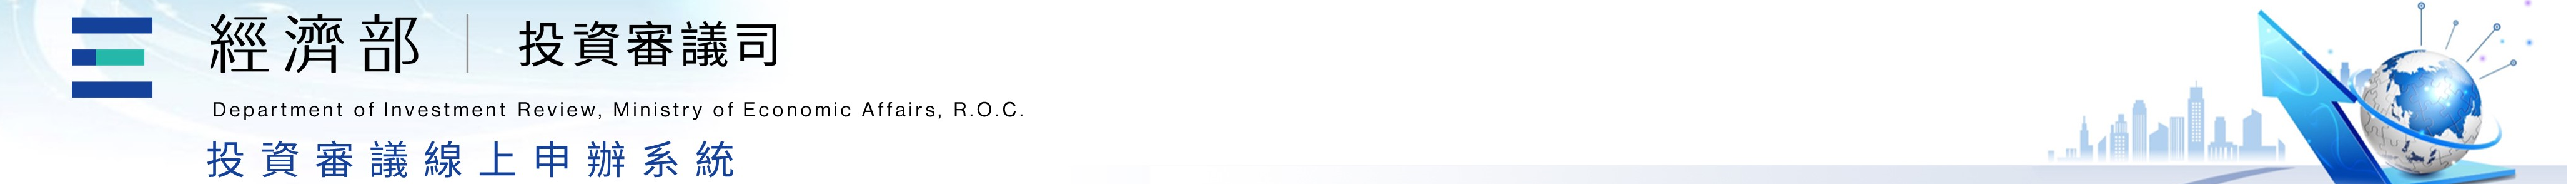 經濟部｜投資審議司
Department of Investment Review, Ministry of Economic Affairs, R.O.C.
投資審議線上申辦系統